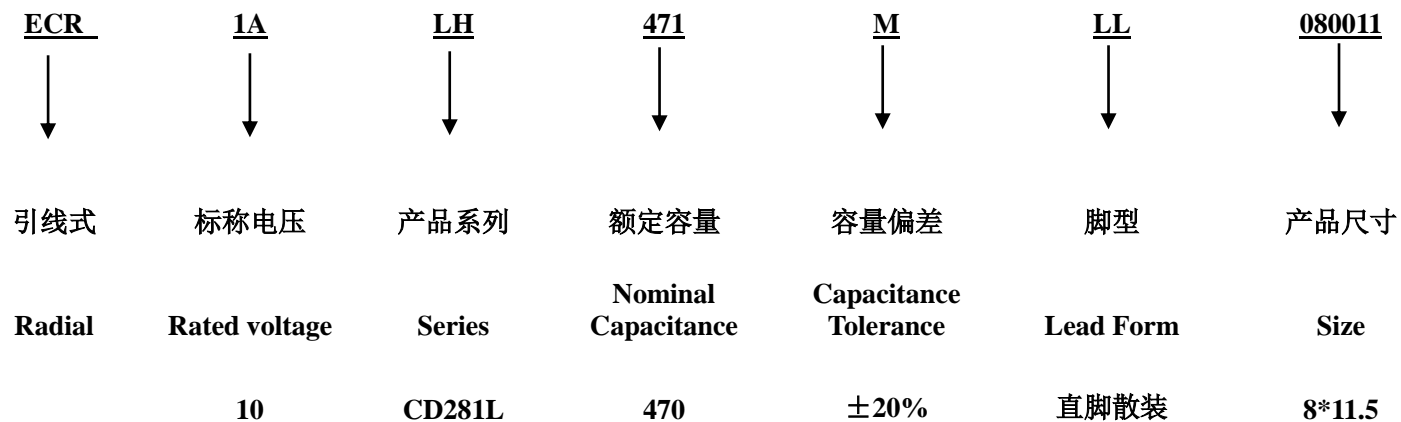 ECR 1A LH 471 M LL 080011
引线式 标称电压 产品系列 额定容量 容量偏差 脚型 产品尺寸
Nominal Capacitance
Radial Rated voltage Series Capacitance Tolerance Lead Form Size
10 CD281L 470 ±20% 直脚散装 8*11.5